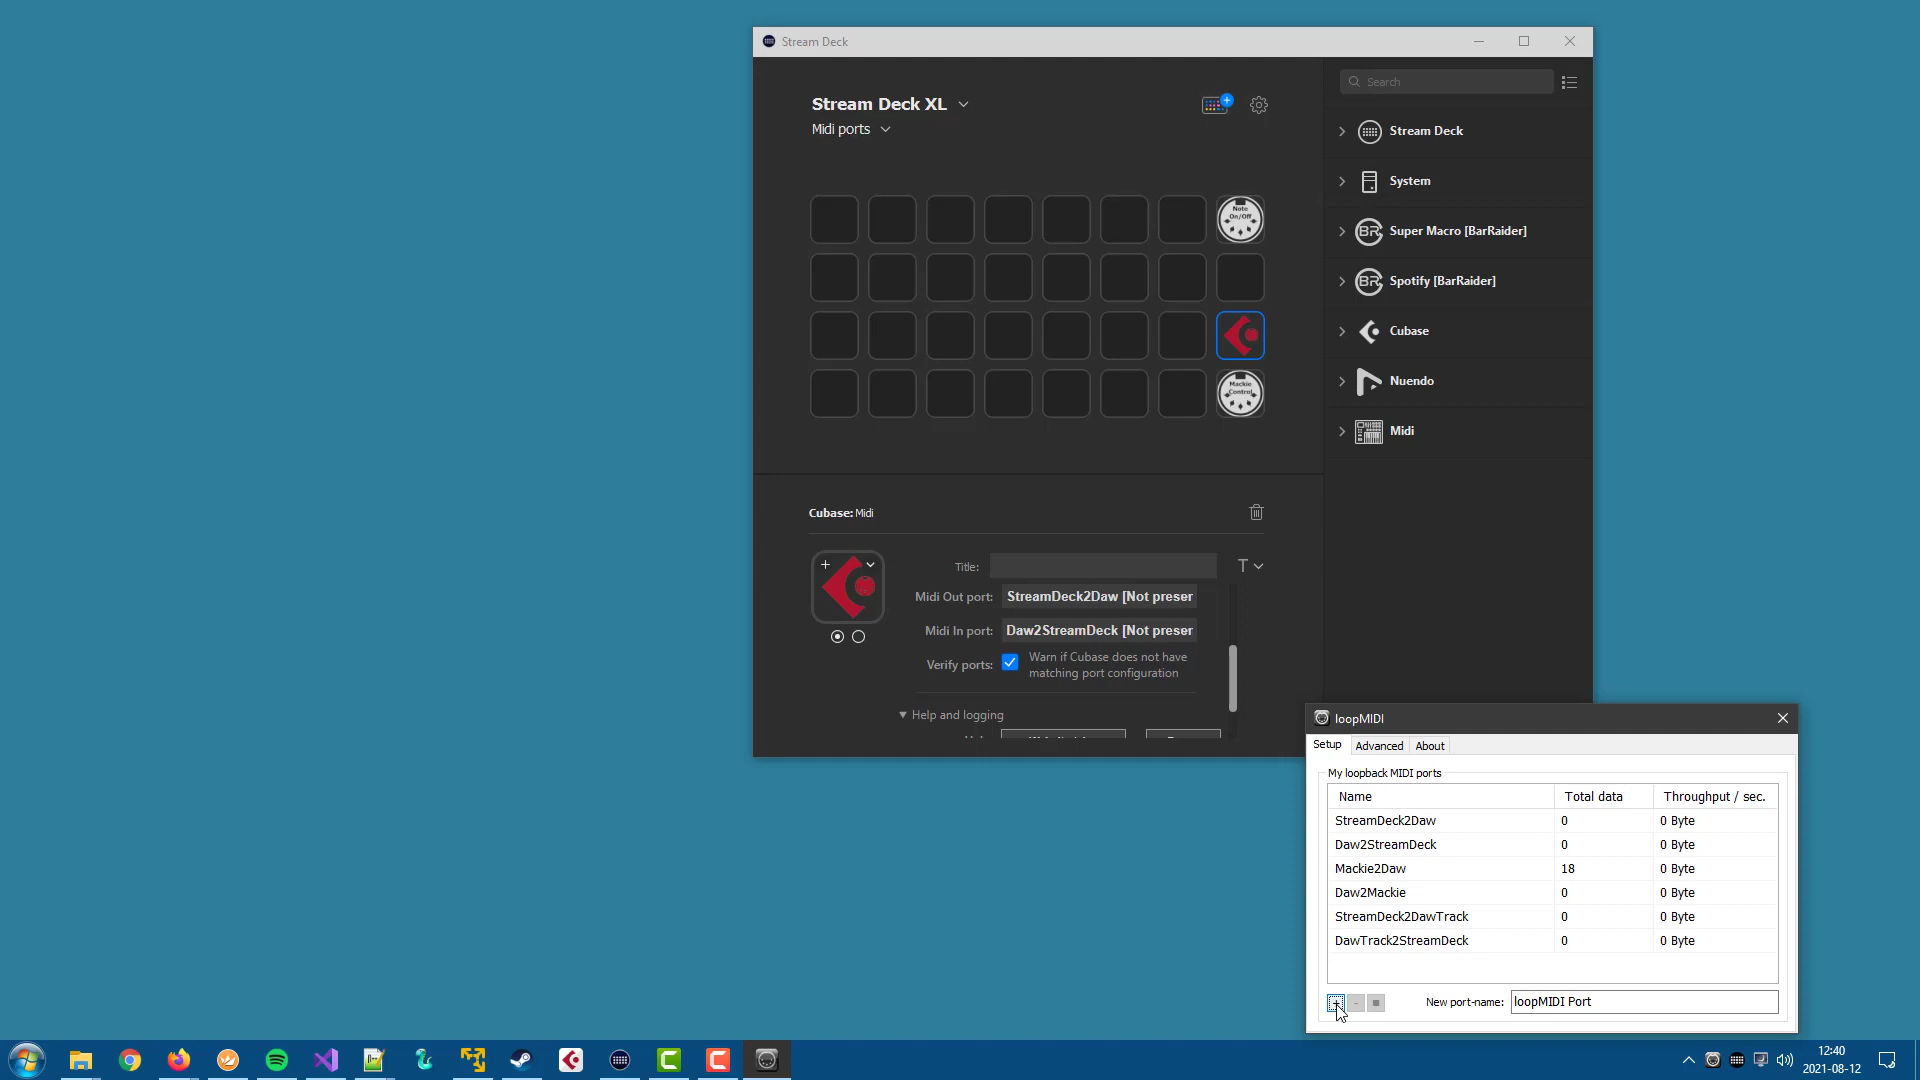 Stream Deck
Stream Deck XL
Midi ports
Search
Stream Deck
System
Super Macro [BarRaider]
Spotify [BarRaider]
Cubase
Nuendo
Midi
Note
On/Off
Mackie
Control
Cubase: Midi
Title:
T
Midi Out port: StreamDeck2Daw [Not preser
Midi In port: Daw2StreamDeck [Not preser
Verify ports: Warn if Cubase does not have
matching port configuration
Help and logging
loopMIDI
Setup Advanced About
My loopback MIDI ports
Name Total data Throughput / sec.
StreamDeck2Daw 0 0 Byte
Daw2StreamDeck 0 0 Byte
Mackie2Daw 18 0 Byte
Daw2Mackie 0 0 Byte
StreamDeck2DawTrack 0 0 Byte
DawTrack2StreamDeck 0 0 Byte
New port-name: loopMIDI Port
12:40
2021-08-12